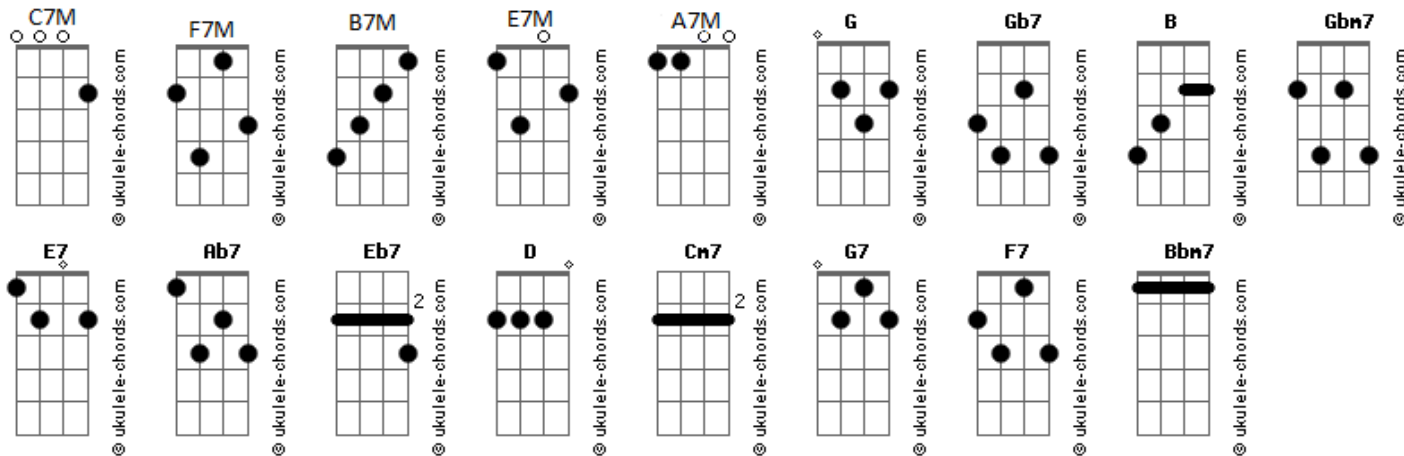 C7M F7M B7M E7M A7M G Gb7 B Gbm7
© ukulele-chords.com © ukulele-chords.com © ukulele-chords.com © ukulele-chords.com © ukulele-chords.com © ukulele-chords.com © ukulele-chords.com © ukulele-chords.com © ukulele-chords.com
E7 Ab7 Eb7 D Cm7 G7 F7 Bbm7
2 2
© ukulele-chords.com © ukulele-chords.com © ukulele-chords.com © ukulele-chords.com © ukulele-chords.com © ukulele-chords.com © ukulele-chords.com © ukulele-chords.com